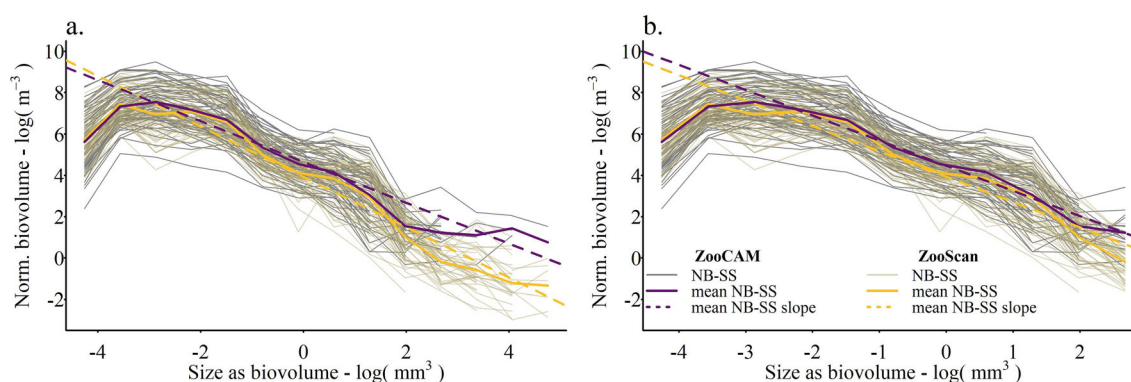 a.
10
8
6
4
2
0
-2
Norm. biovolume - log( m⁻³ )
-4
-2
0
2
4
Size as biovolume - log( mm³ )
b.
10
8
6
4
2
0
-2
Norm. biovolume - log( m⁻³ )
ZooCAM
NB-SS
mean NB-SS
mean NB-SS slope
ZooScan
NB-SS
mean NB-SS
mean NB-SS slope
-4
-3
-2
-1
0
1
2
Size as biovolume - log( mm³ )